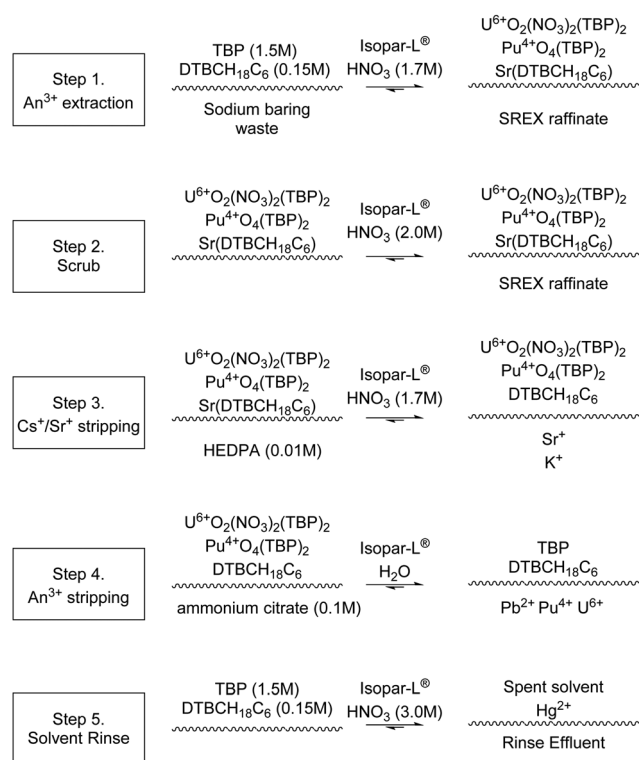 Step 1.
An³⁺ extraction
TBP (1.5M)
DTBCH₁₈C₆ (0.15M)
Sodium baring
waste
Isopar-L®
HNO₃ (1.7M)
U⁶⁺O₂(NO₃)₂(TBP)₂
Pu⁴⁺O₄(TBP)₂
Sr(DTBCH₁₈C₆)
SREX raffinate
Step 2.
Scrub
U⁶⁺O₂(NO₃)₂(TBP)₂
Pu⁴⁺O₄(TBP)₂
Sr(DTBCH₁₈C₆)
Isopar-L®
HNO₃ (2.0M)
U⁶⁺O₂(NO₃)₂(TBP)₂
Pu⁴⁺O₄(TBP)₂
Sr(DTBCH₁₈C₆)
SREX raffinate
Step 3.
Cs⁺/Sr⁺ stripping
U⁶⁺O₂(NO₃)₂(TBP)₂
Pu⁴⁺O₄(TBP)₂
Sr(DTBCH₁₈C₆)
HEDPA (0.01M)
Isopar-L®
HNO₃ (1.7M)
U⁶⁺O₂(NO₃)₂(TBP)₂
Pu⁴⁺O₄(TBP)₂
DTBCH₁₈C₆
Sr⁺
K⁺
Step 4.
An³⁺ stripping
U⁶⁺O₂(NO₃)₂(TBP)₂
Pu⁴⁺O₄(TBP)₂
DTBCH₁₈C₆
ammonium citrate (0.1M)
Isopar-L®
H₂O
TBP
DTBCH₁₈C₆
Pb²⁺ Pu⁴⁺ U⁶⁺
Step 5.
Solvent Rinse
TBP (1.5M)
DTBCH₁₈C₆ (0.15M)
Isopar-L®
HNO₃ (3.0M)
Spent solvent
Hg²⁺
Rinse Effluent